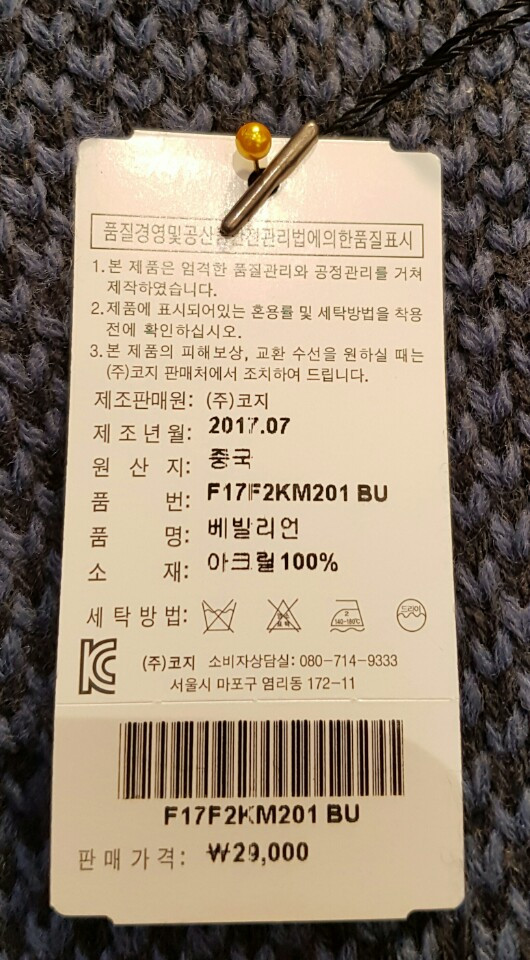 품질경영및공산품안전관리법에의한품질표시
1.본 제품은 엄격한 품질관리와 공정관리를 거쳐
제작하였습니다.
2.제품에 표시되어있는 혼용률 및 세탁방법을 착용
전에 확인하십시오.
3.본 제품의 피해보상, 교환 수선을 원하실 때는
(주)코지 판매처에서 조치하여 드립니다.
제조판매원: (주)코지
제조년월: 2017.07
원산지: 중국
품번: F17F2KM201 BU
품명: 베발리언
소재: 아크릴100%
세탁방법: 2 140~160℃ 드라이
(주)코지 소비자상담실: 080-714-9333
서울시 마포구 염리동 172-11
F17F2KM201 BU
판매가격: ₩29,000